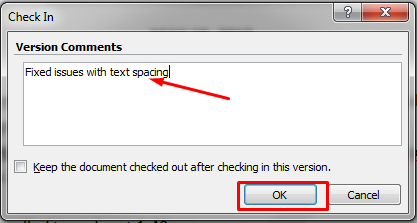 Check In
Version Comments
Fixed issues with text spacing
Keep the document checked out after checking in this version.
OK
Cancel